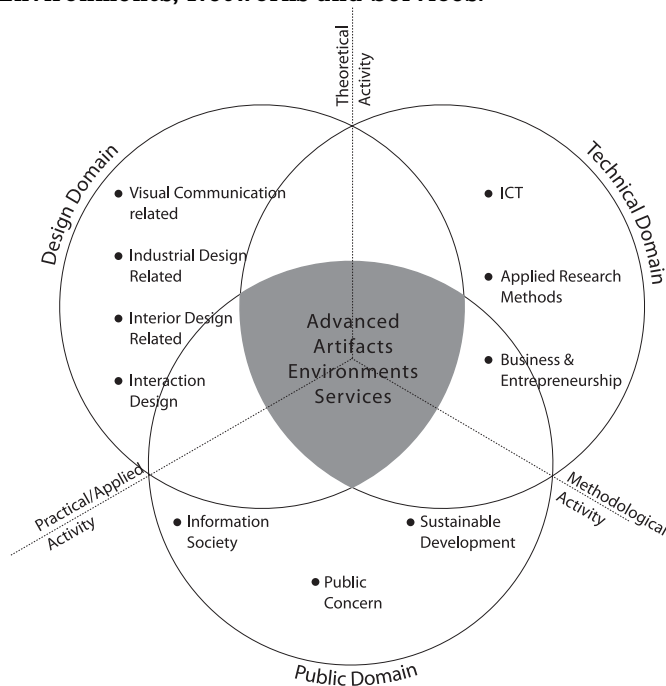 Environments, Networks and Services.
Theoretical
Activity
Design Domain
Technical Domain
● Visual Communication
related
● Industrial Design
Related
● Interior Design
Related
● Interaction
Design
● ICT
● Applied Research
Methods
● Business &
Entrepreneurship
Advanced
Artifacts
Environments
Services
Practical/Applied
Activity
Methodological
Activity
● Information
Society
● Sustainable
Development
● Public
Concern
Public Domain